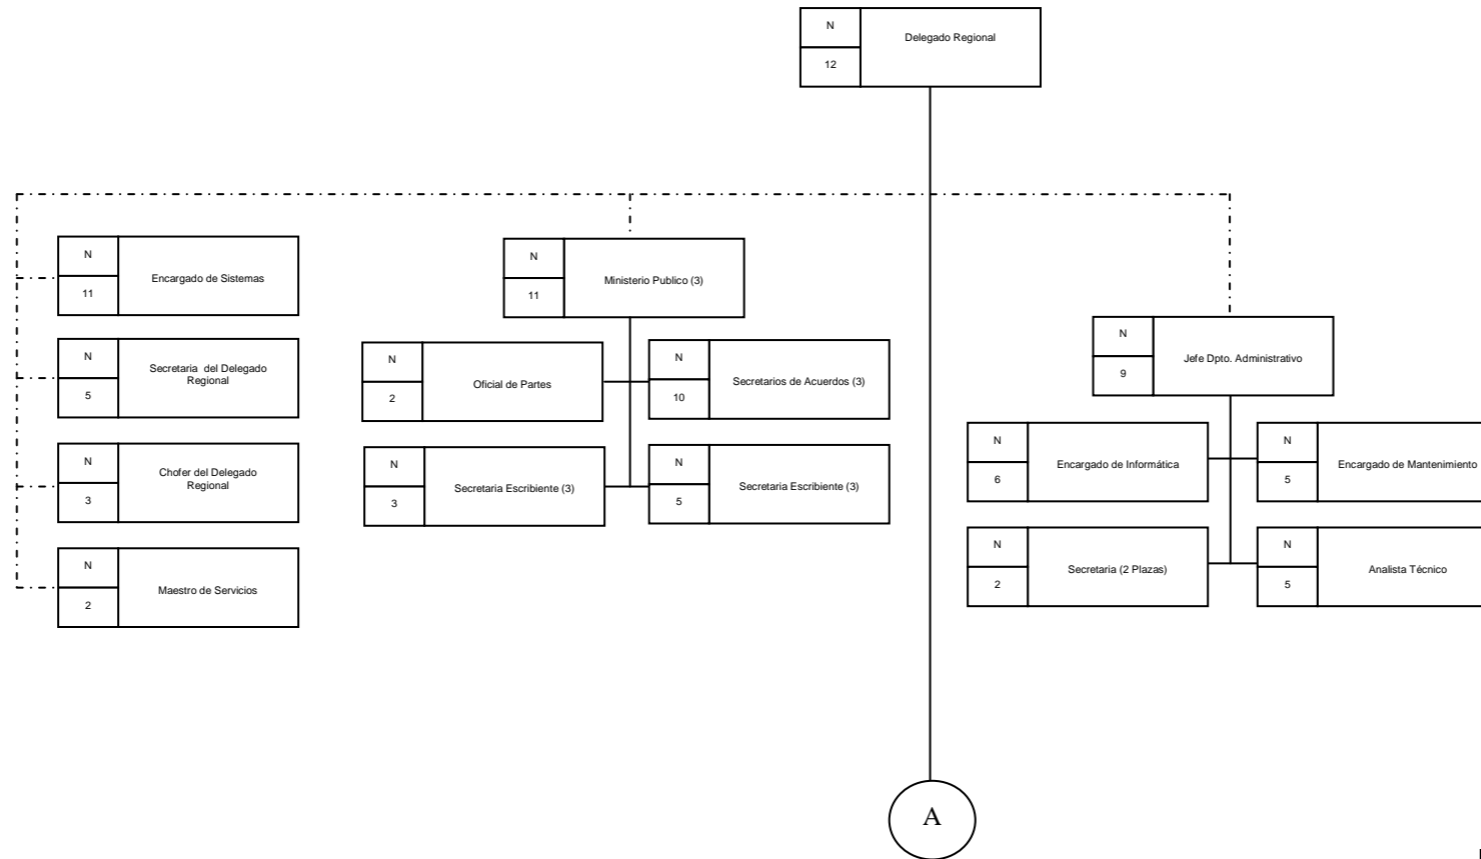 N
12
Delegado Regional
N
11
Encargado de Sistemas
N
5
Secretaria del Delegado
Regional
N
3
Chofer del Delegado
Regional
N
2
Maestro de Servicios
N
11
Ministerio Publico (3)
N
2
Oficial de Partes
N
10
Secretarios de Acuerdos (3)
N
3
Secretaria Escribiente (3)
N
5
Secretaria Escribiente (3)
N
9
Jefe Dpto. Administrativo
N
6
Encargado de Informática
N
5
Encargado de Mantenimiento
N
2
Secretaria (2 Plazas)
N
5
Analista Técnico
A